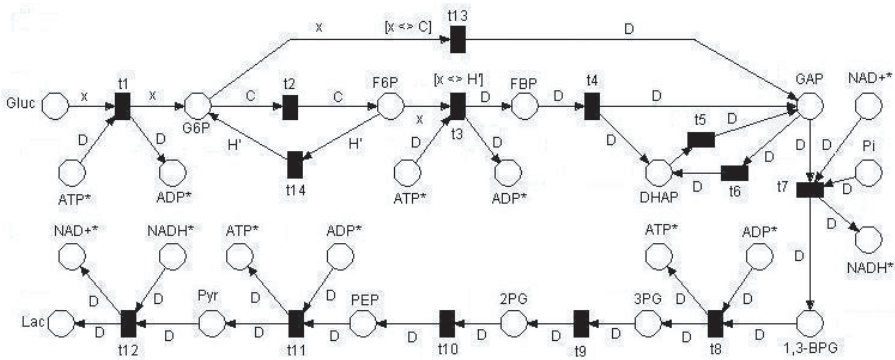 t13
x [x <> C] D
t1 t2 F6P [x <> H'] FBP t4 GAP NAD+*
Gluc x x C C x D D D
G6P t3
D D H' H' D D D D t5 D D D Pi
t14 D t6 t7 D
ATP* ADP* ATP* ADP* DHAP
D
NAD+* NADH* ATP* ADP* ATP* ADP* D NADH*
D D D D D D
Lac Pyr PEP 2PG 3PG
D D D D D D D D D
t12 t11 t10 t9 t8 1,3-BPG